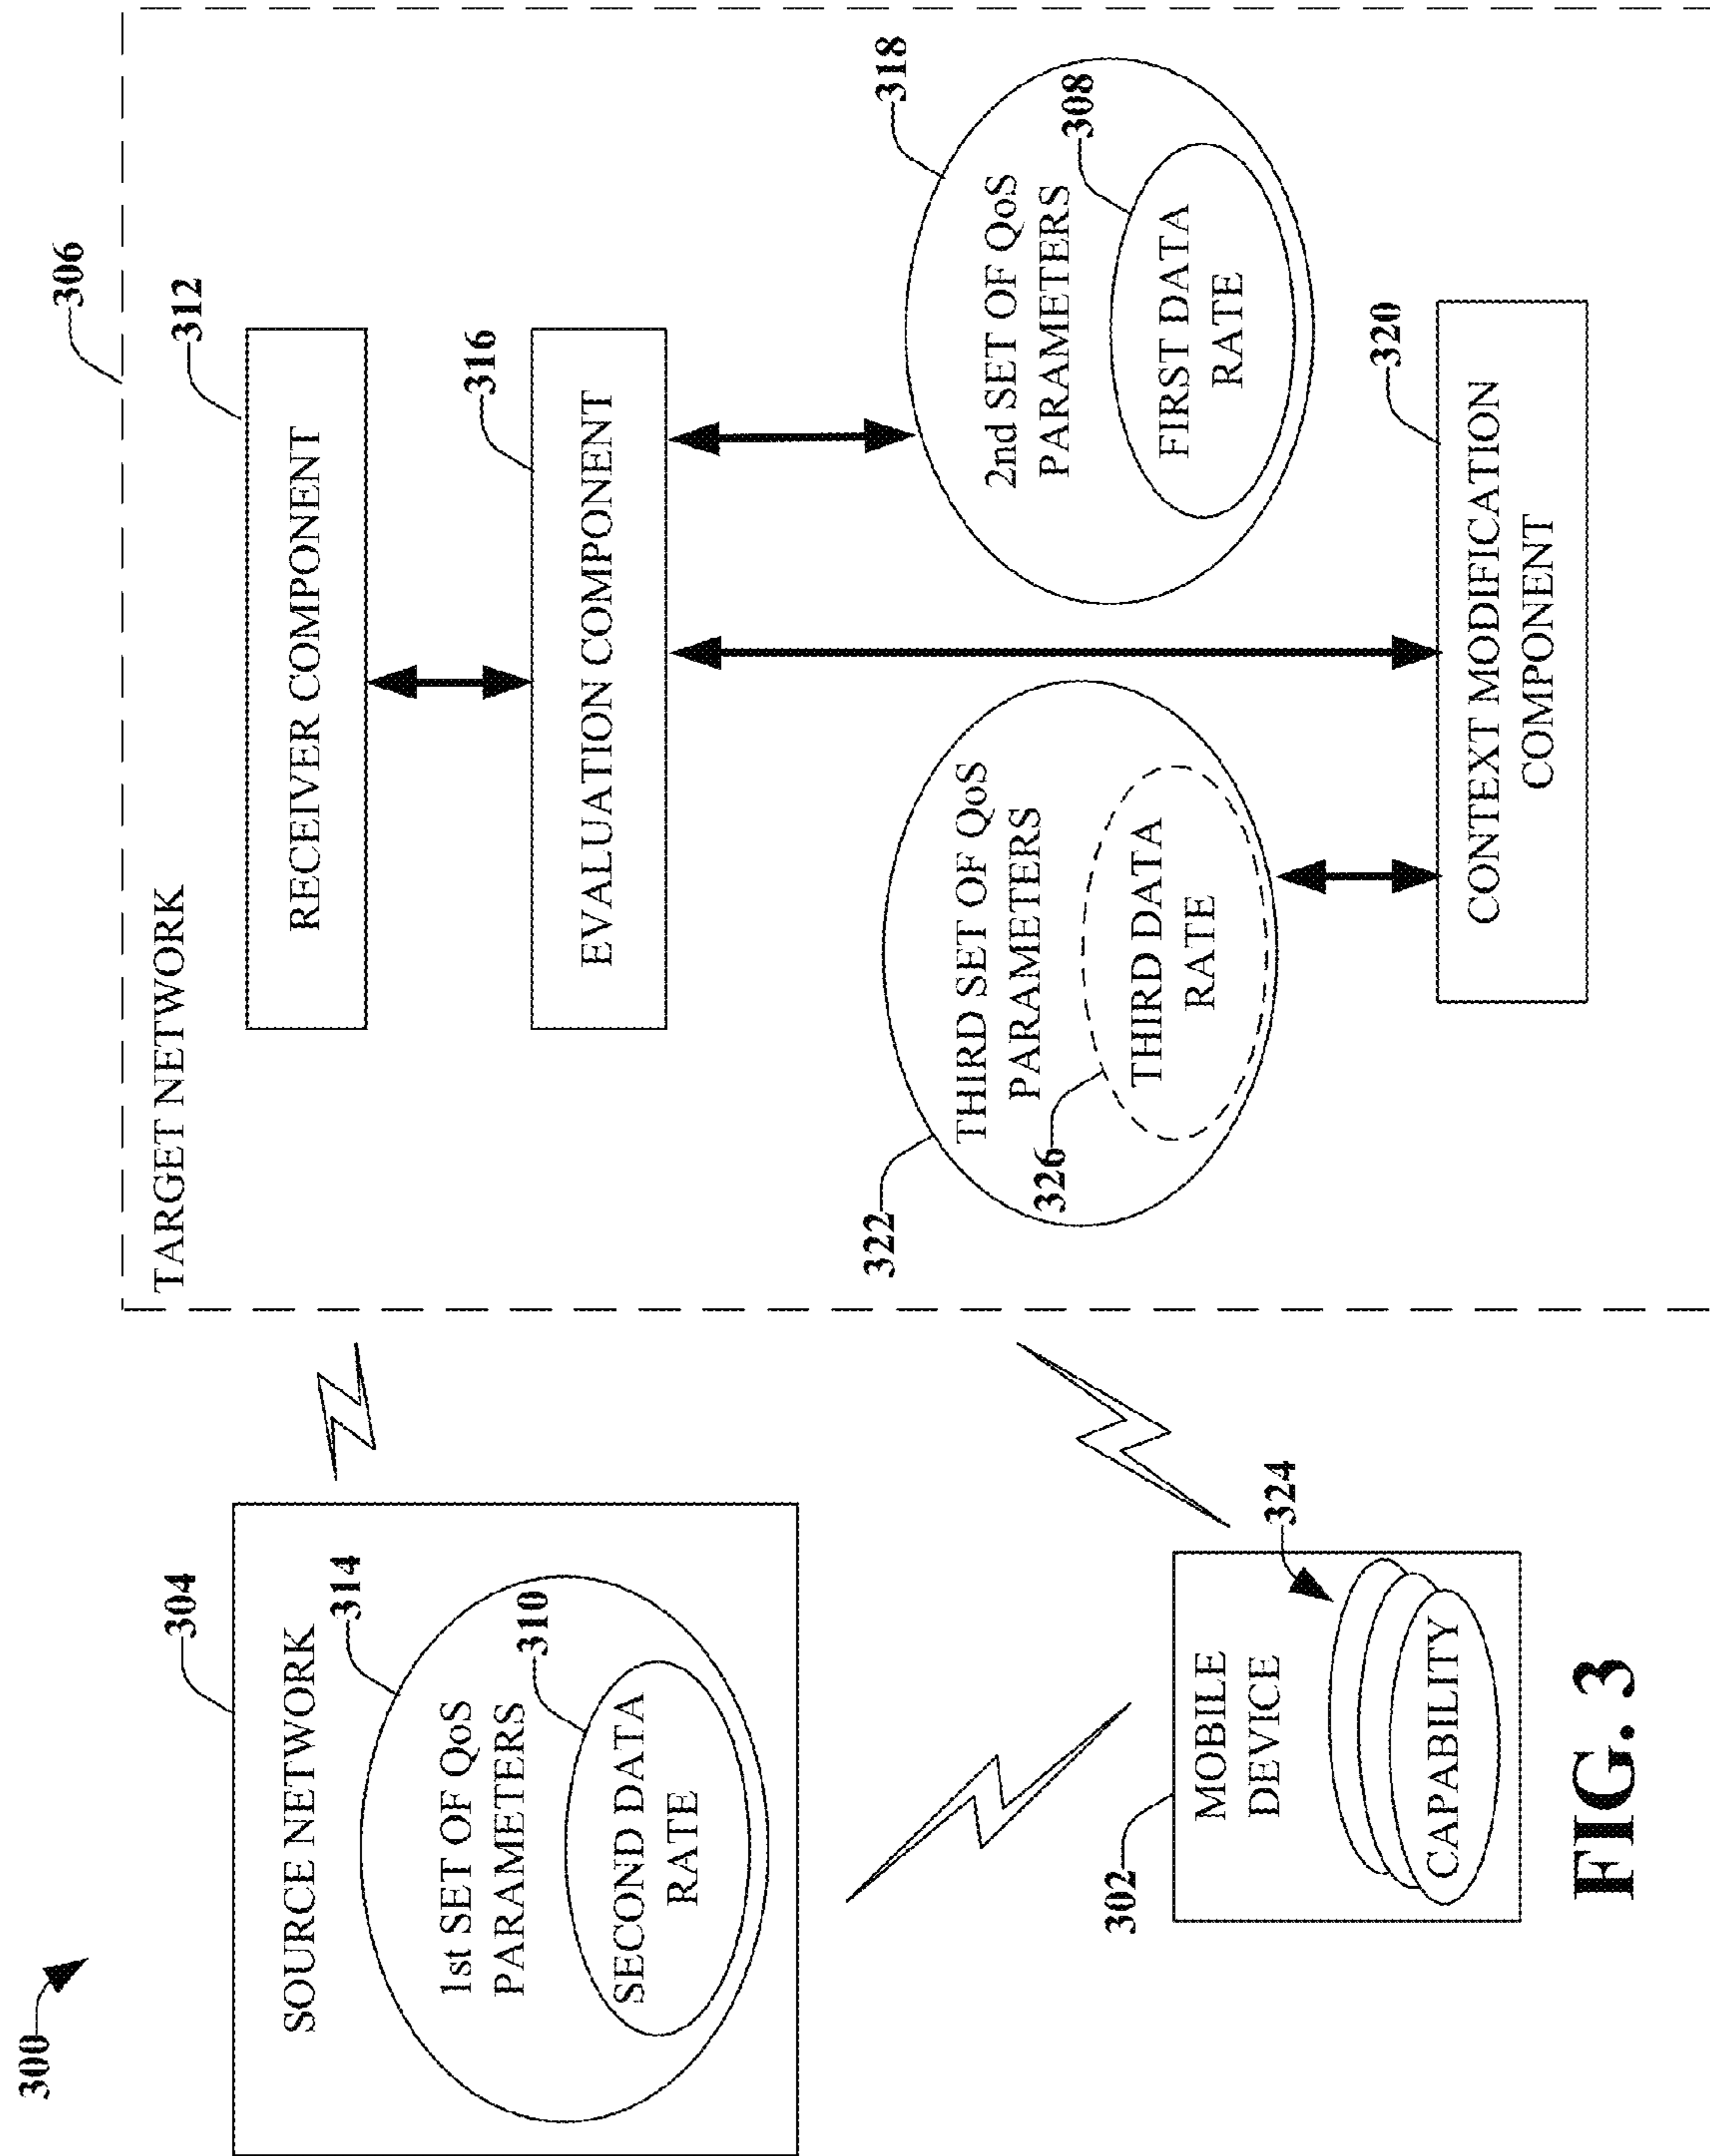 300
304
SOURCE NETWORK
314
1st SET OF QoS
PARAMETERS
310
SECOND DATA
RATE
302
MOBILE
DEVICE
324
CAPABILITY
306
TARGET NETWORK
312
RECEIVER COMPONENT
316
EVALUATION COMPONENT
322
THIRD SET OF QoS
PARAMETERS
326
THIRD DATA
RATE
318
2nd SET OF QoS
PARAMETERS
308
FIRST DATA
RATE
320
CONTEXT MODIFICATION
COMPONENT
FIG. 3